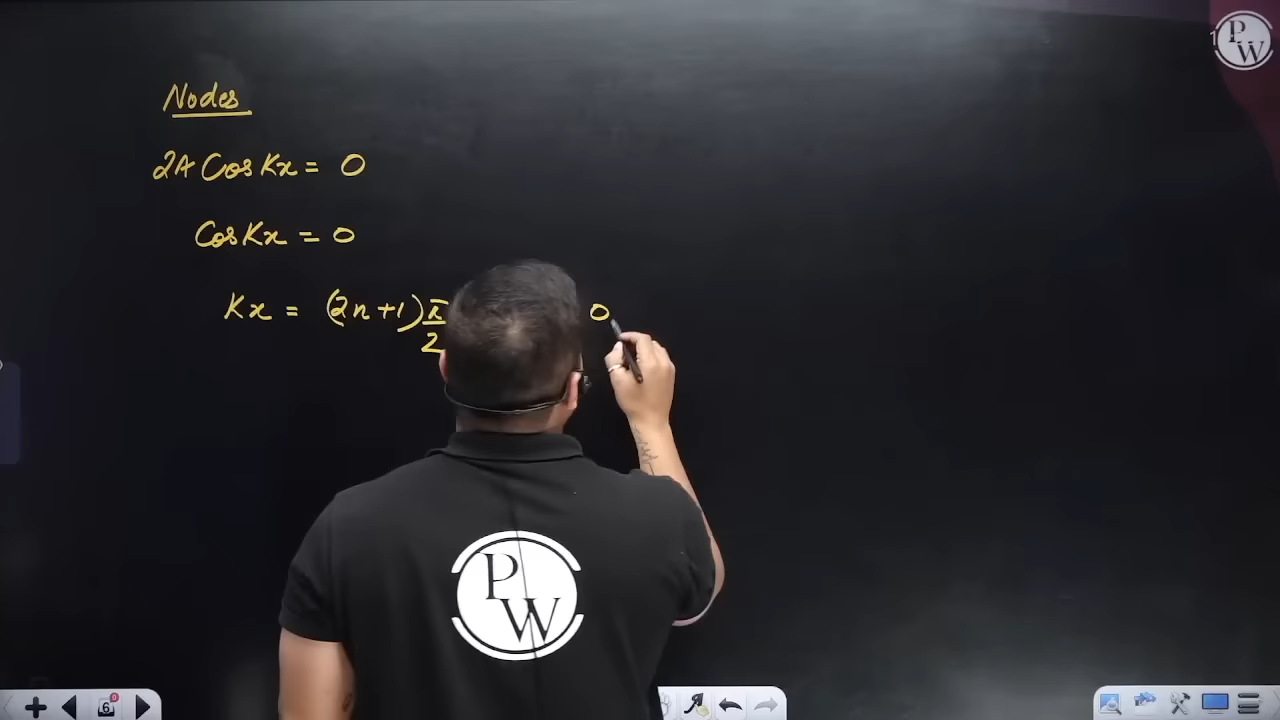 PW
Nodes
2A Cos Kx = 0
Cos Kx = 0
Kx = (2n+1) π/2 0
PW
6